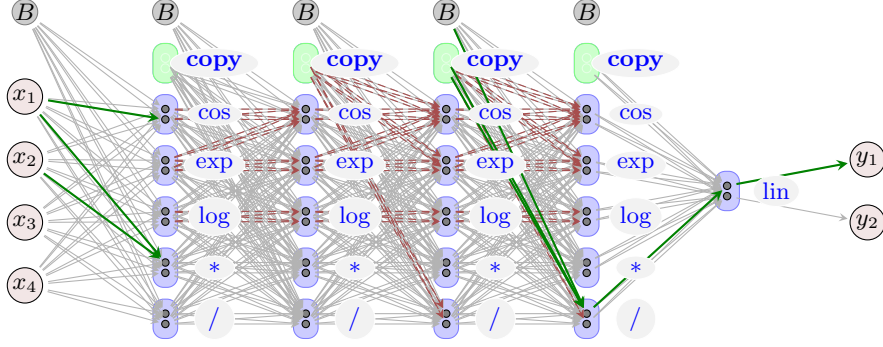 B B B B B
copy copy copy copy
x₁ cos cos cos cos
x₂ exp exp exp exp y₁
lin
x₃ log log log log y₂
x₄ * * * *
/ / / /